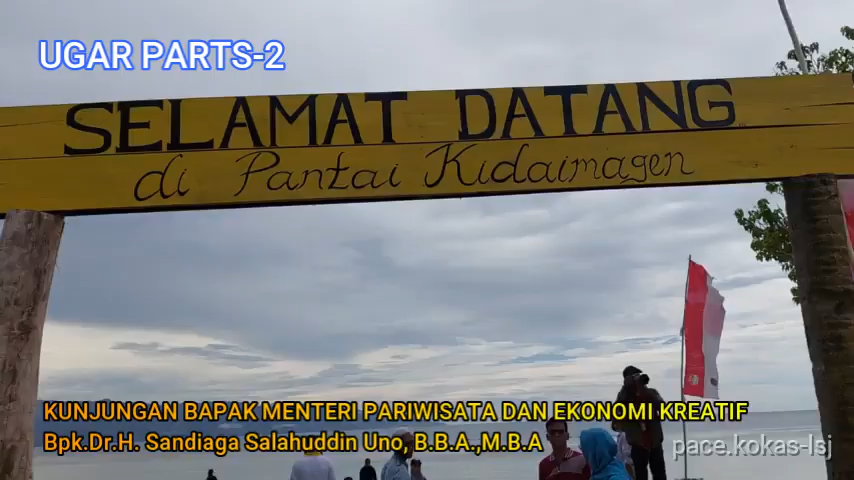 UGAR PARTS-2
SELAMAT DATANG
di Pantai Kidaimagen
KUNJUNGAN BAPAK MENTERI PARIWISATA DAN EKONOMI KREATIF
Bpk.Dr.H. Sandiaga Salahuddin Uno, B.B.A.,M.B.A
pace.kokas-lsj